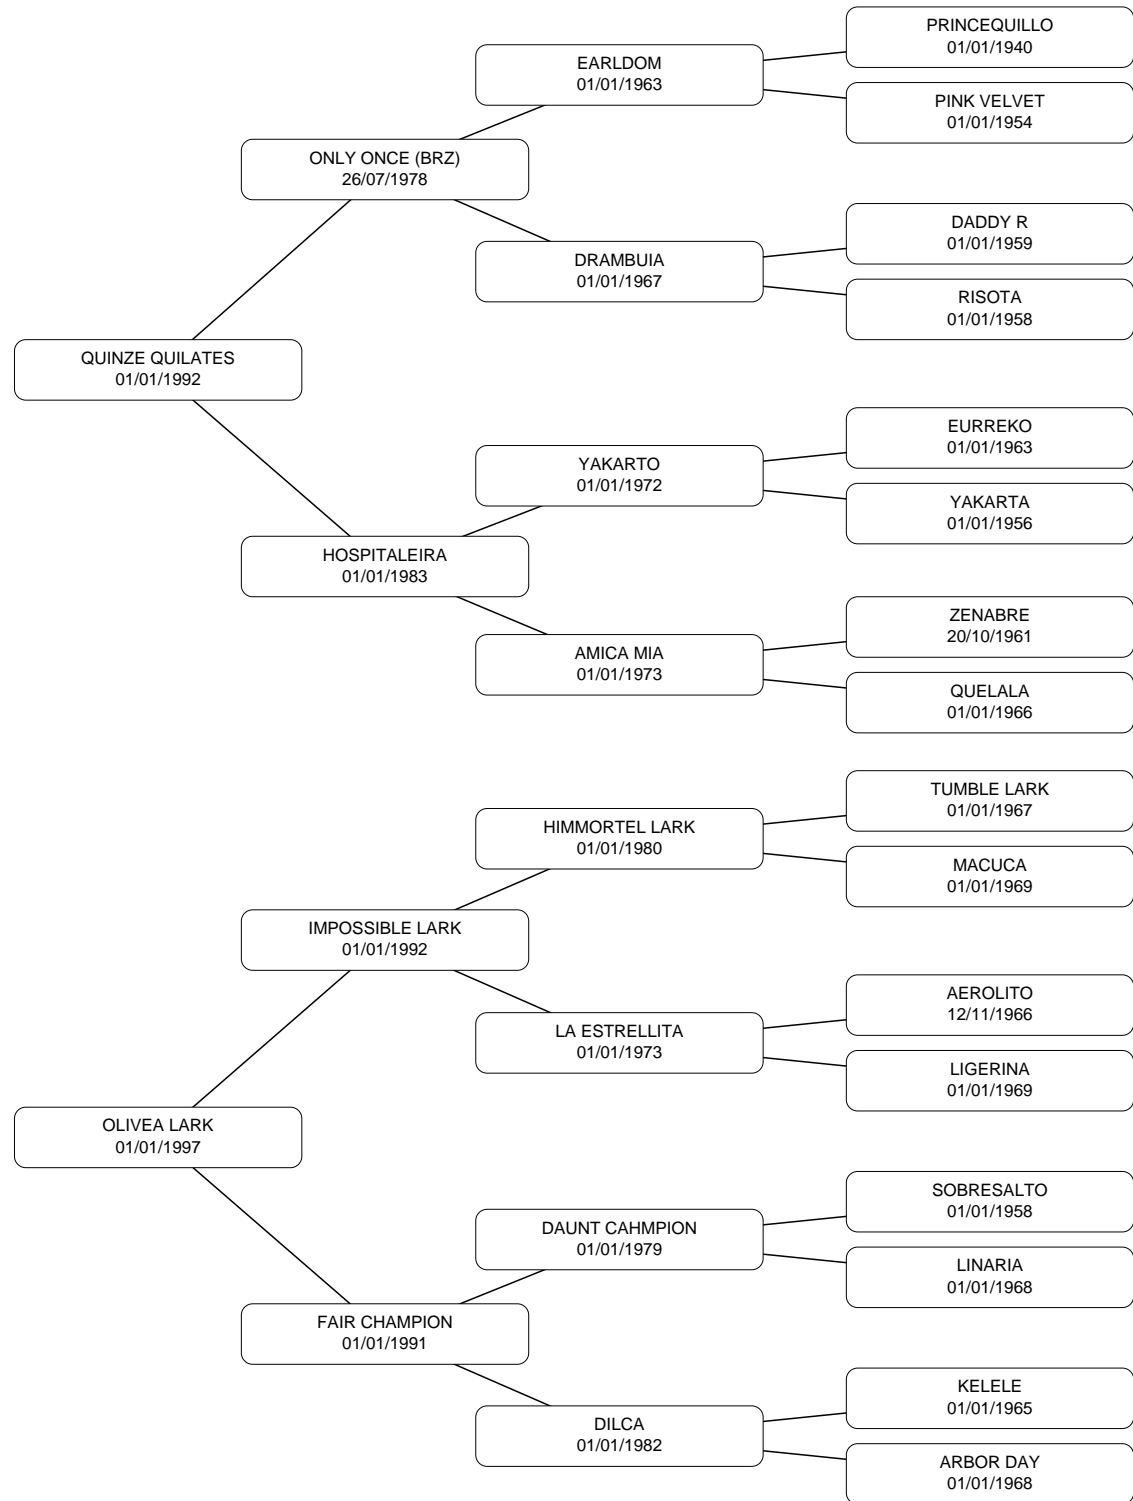 PRINCEQUILLO
01/01/1940
EARLDOM
01/01/1963
PINK VELVET
01/01/1954
ONLY ONCE (BRZ)
26/07/1978
DADDY R
01/01/1959
DRAMBUIA
01/01/1967
RISOTA
01/01/1958
QUINZE QUILATES
01/01/1992
EURREKO
01/01/1963
YAKARTO
01/01/1972
YAKARTA
01/01/1956
HOSPITALEIRA
01/01/1983
ZENABRE
20/10/1961
AMICA MIA
01/01/1973
QUELALA
01/01/1966
TUMBLE LARK
01/01/1967
HIMMORTEL LARK
01/01/1980
MACUCA
01/01/1969
IMPOSSIBLE LARK
01/01/1992
AEROLITO
12/11/1966
LA ESTRELLITA
01/01/1973
LIGERINA
01/01/1969
OLIVEA LARK
01/01/1997
SOBRESALTO
01/01/1958
DAUNT CAHMPION
01/01/1979
LINARIA
01/01/1968
FAIR CHAMPION
01/01/1991
KELELE
01/01/1965
DILCA
01/01/1982
ARBOR DAY
01/01/1968